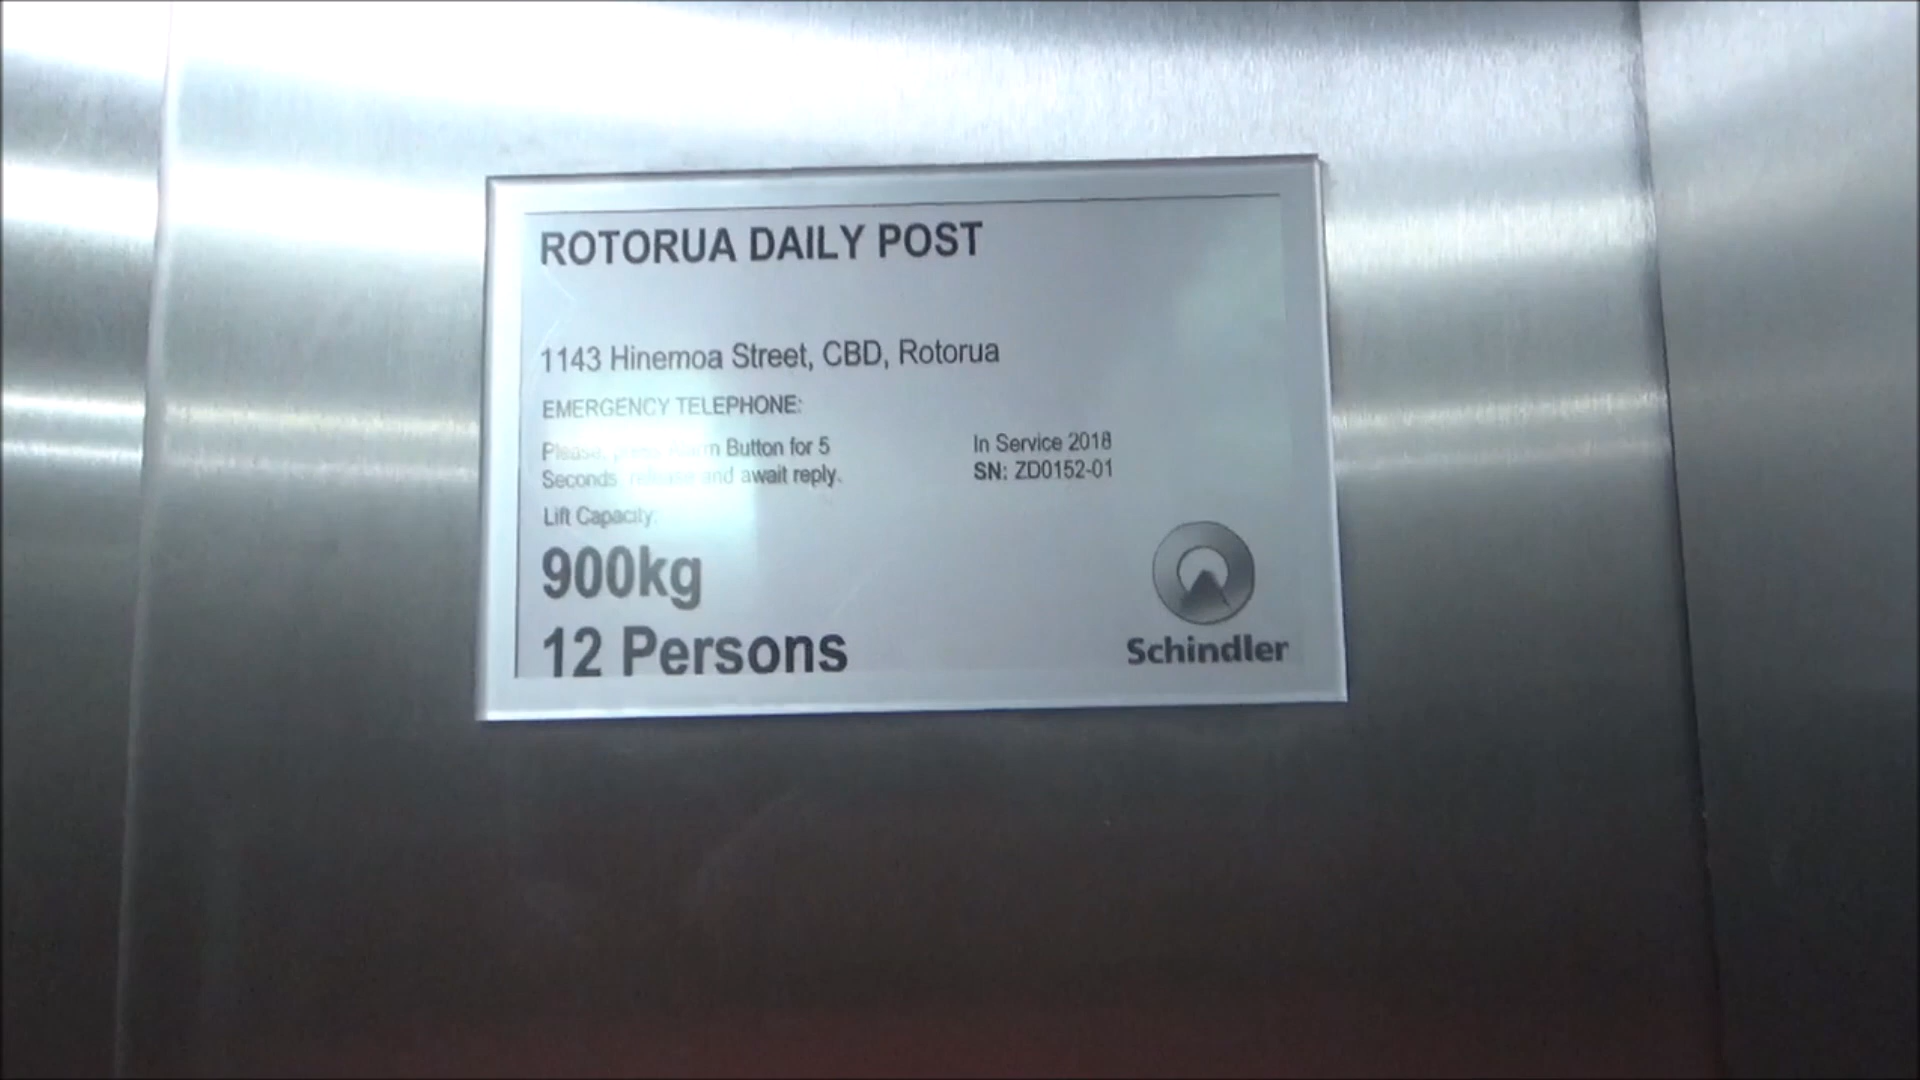 ROTORUA DAILY POST
1143 Hinemoa Street, CBD, Rotorua
EMERGENCY TELEPHONE:
Please, press Alarm Button for 5
Seconds, release and await reply.
In Service 2018
SN: ZD0152-01
Lift Capacity:
900kg
12 Persons
Schindler